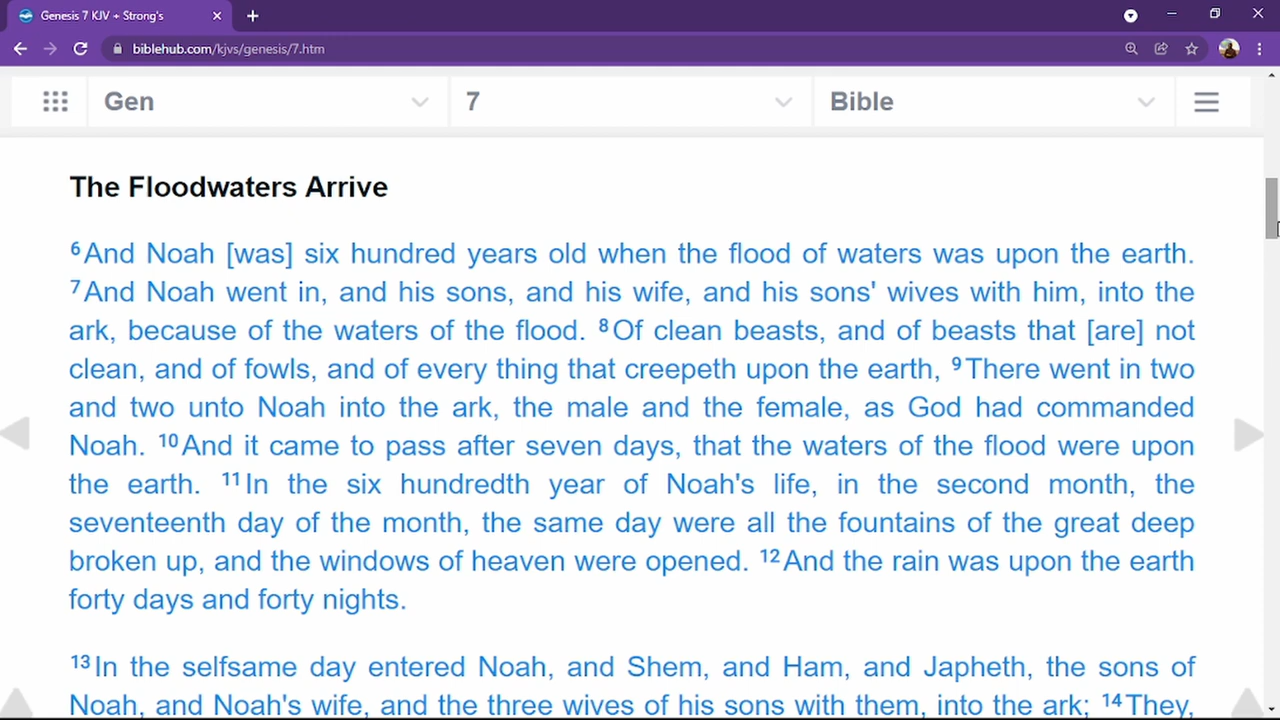 Genesis 7 KJV + Strong's
biblehub.com/kjvs/genesis/7.htm
Gen 7 Bible
The Floodwaters Arrive
6And Noah [was] six hundred years old when the flood of waters was upon the earth.
7And Noah went in, and his sons, and his wife, and his sons' wives with him, into the
ark, because of the waters of the flood. 8Of clean beasts, and of beasts that [are] not
clean, and of fowls, and of every thing that creepeth upon the earth, 9There went in two
and two unto Noah into the ark, the male and the female, as God had commanded
Noah. 10And it came to pass after seven days, that the waters of the flood were upon
the earth. 11In the six hundredth year of Noah's life, in the second month, the
seventeenth day of the month, the same day were all the fountains of the great deep
broken up, and the windows of heaven were opened. 12And the rain was upon the earth
forty days and forty nights.
13In the selfsame day entered Noah, and Shem, and Ham, and Japheth, the sons of
Noah, and Noah's wife, and the three wives of his sons with them, into the ark; 14They,